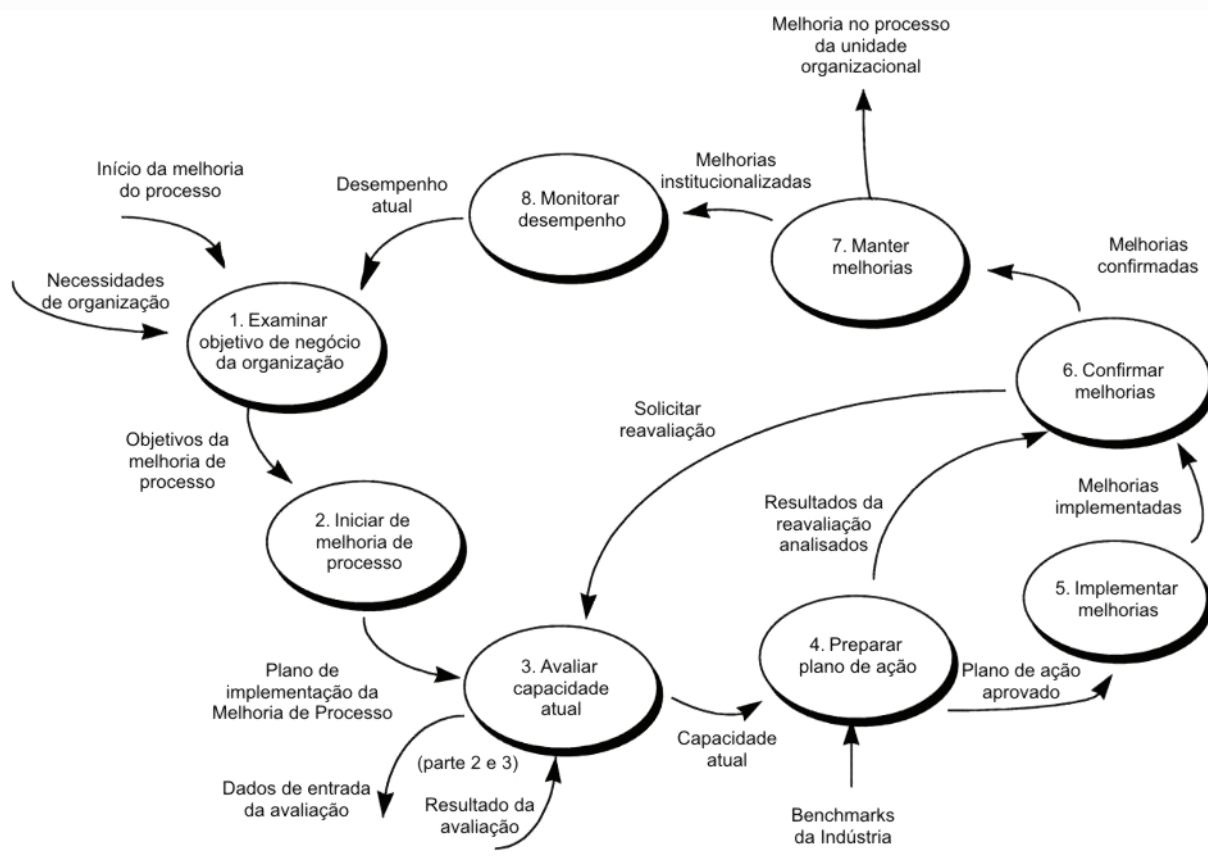 Melhoria no processo
da unidade
organizacional
Início da melhoria
do processo
Desempenho
atual
8. Monitorar
desempenho
Melhorias
institucionalizadas
7. Manter
melhorias
Melhorias
confirmadas
Necessidades
de organização
1. Examinar
objetivo de negócio
da organização
6. Confirmar
melhorias
Solicitar
reavaliação
Objetivos da
melhoria de
processo
Resultados da
reavaliação
analisados
Melhorias
implementadas
2. Iniciar de
melhoria de
processo
5. Implementar
melhorias
4. Preparar
plano de ação
3. Avaliar
capacidade
atual
Plano de
implementação da
Melhoria de Processo
Plano de ação
aprovado
Capacidade
atual
(parte 2 e 3)
Dados de entrada
da avaliação
Resultado da
avaliação
Benchmarks
da Indústria